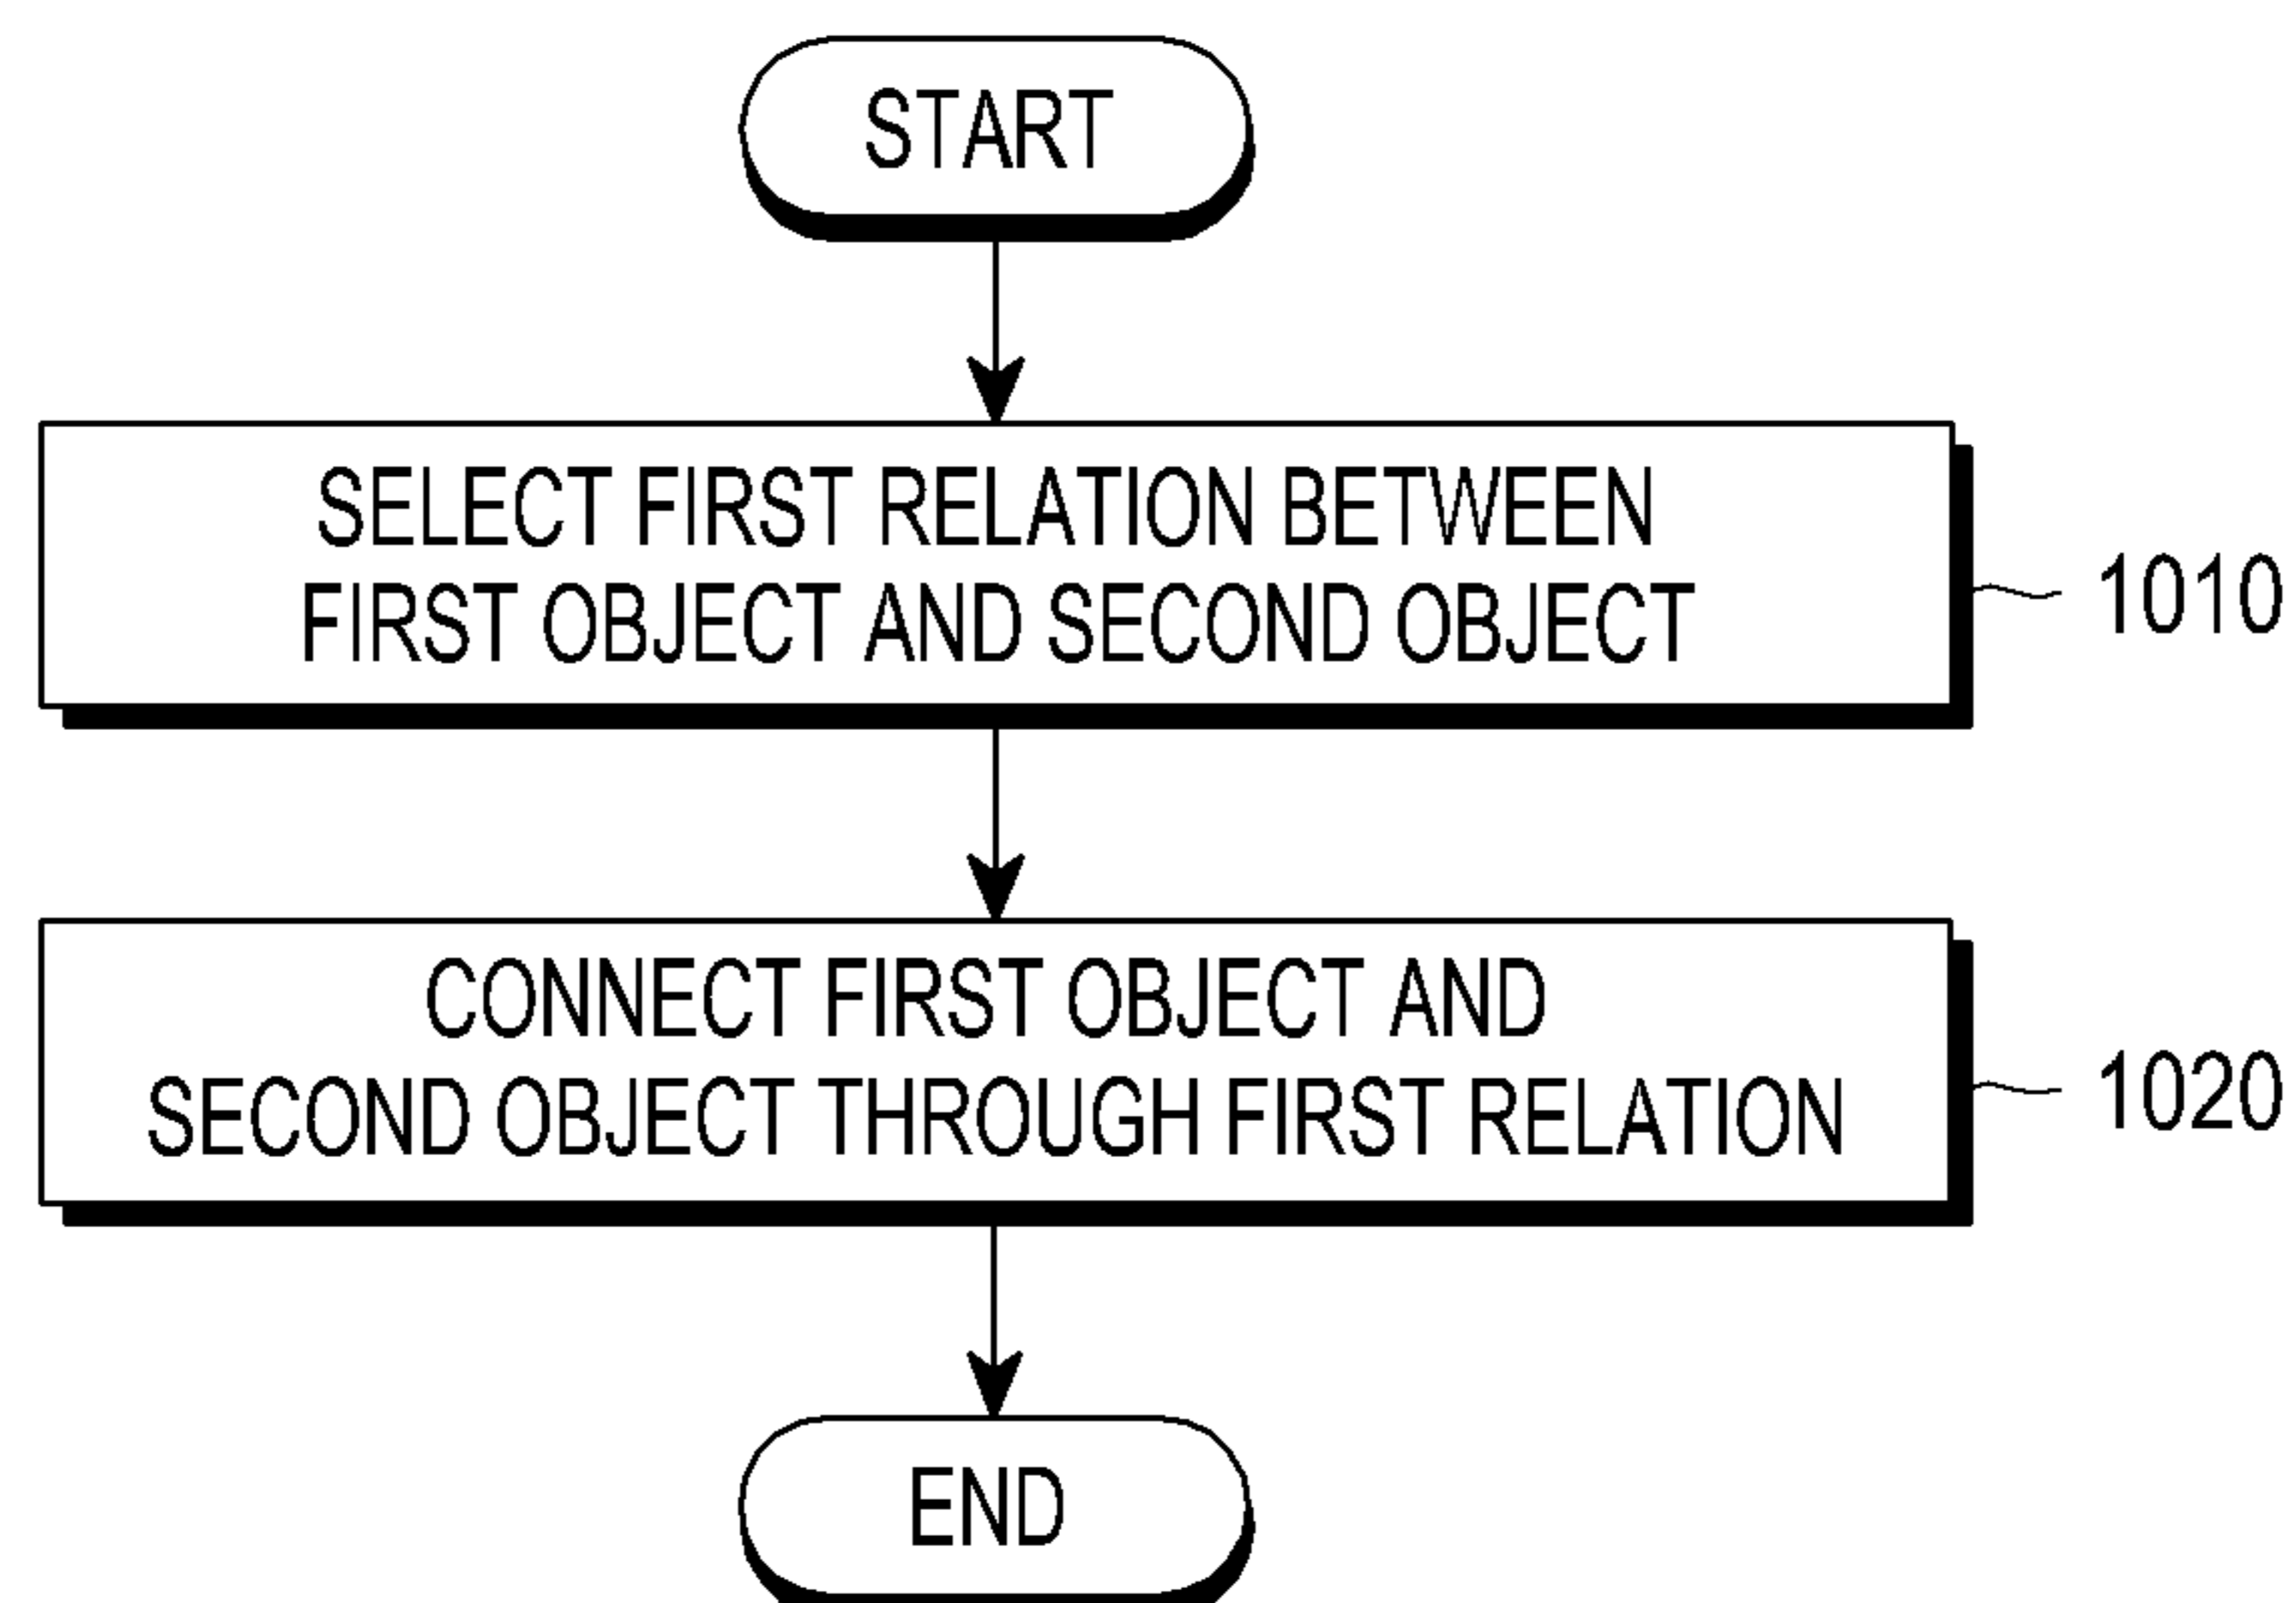 START
SELECT FIRST RELATION BETWEEN
FIRST OBJECT AND SECOND OBJECT
1010
CONNECT FIRST OBJECT AND
SECOND OBJECT THROUGH FIRST RELATION
1020
END